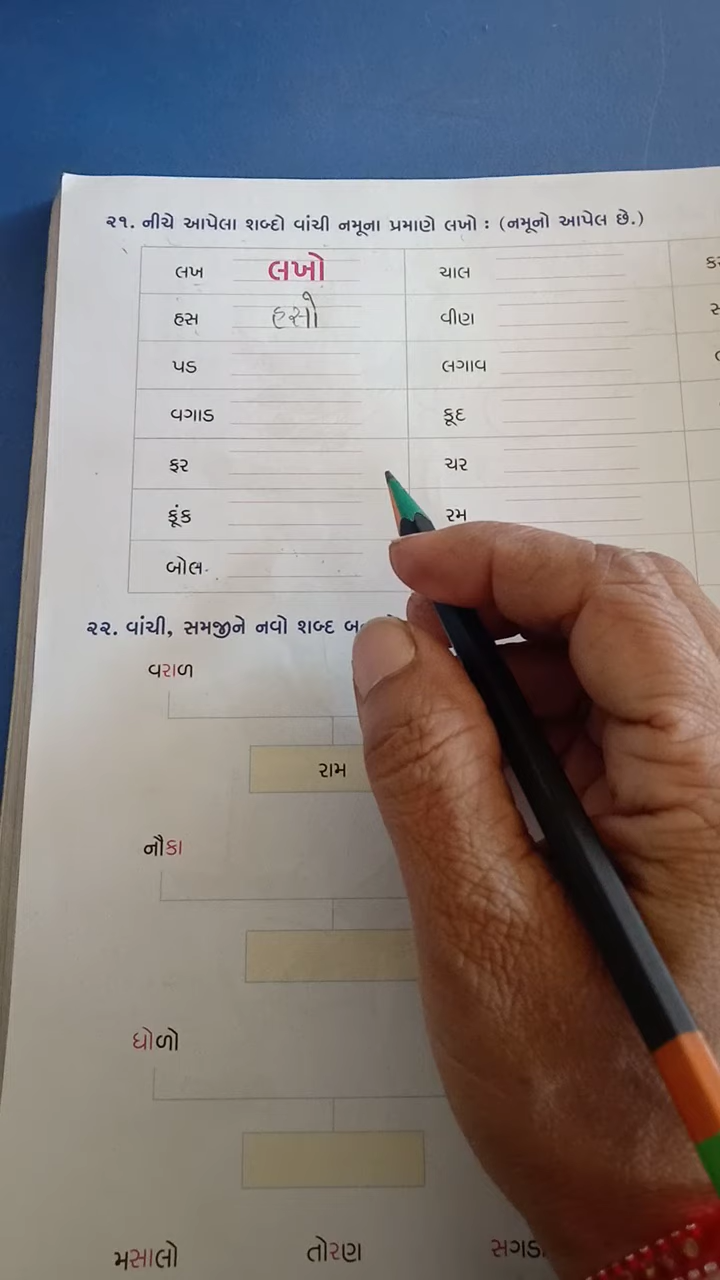 ૨૧. નીચે આપેલા શબ્દો વાંચી નમૂના પ્રમાણે લખો : (નમૂનો આપેલ છે.)
લખ લખો ચાલ
હસ હસો વીણ
પડ લગાવ
વગાડ કૂદ
ફર ચર
ફૂંક રમ
બોલ
૨૨. વાંચી, સમજીને નવો શબ્દ
વરાળ
રામ
નૌકા
ધોળો
મસાલો તોરણ